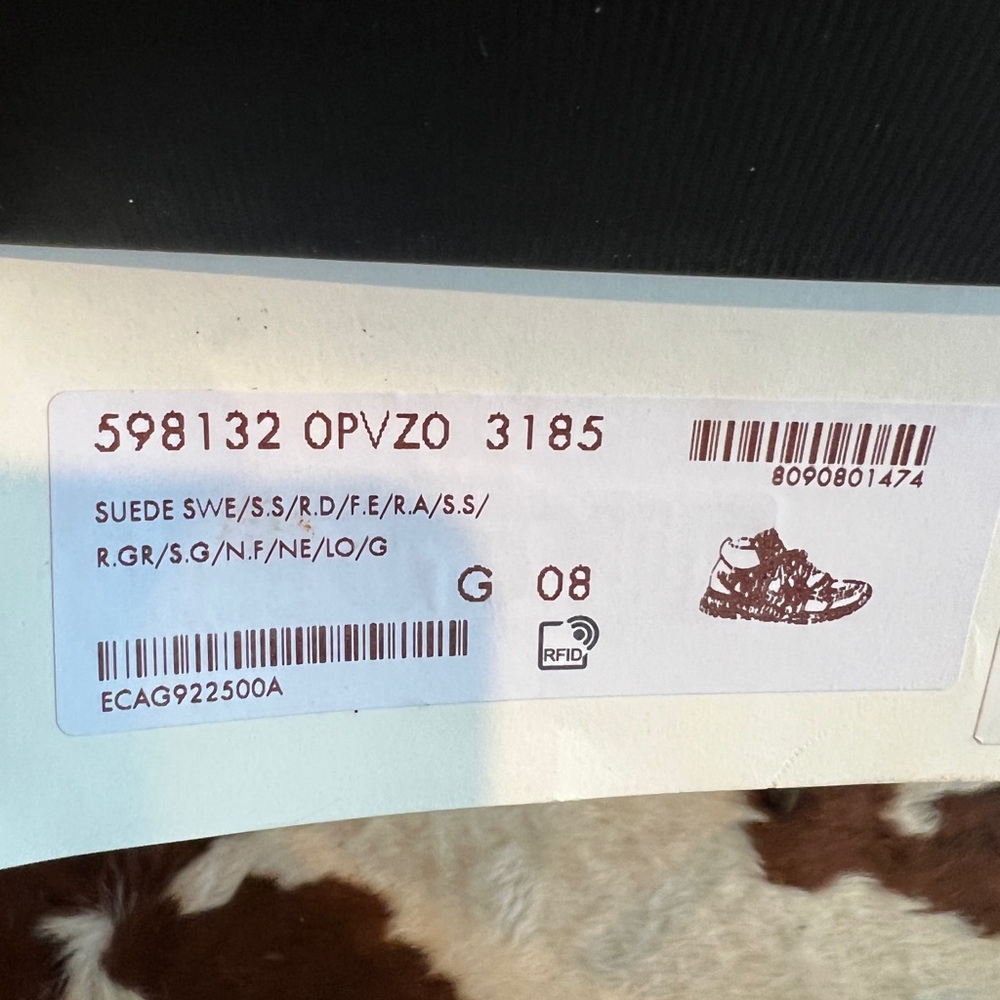 598132 0PVZ0 3185
8090801474
SUEDE SWE/S.S/R.D/F.E/R.A/S.S/
R.GR/S.G/N.F/NE/LO/G
G 08
RFID
ECAG922500A